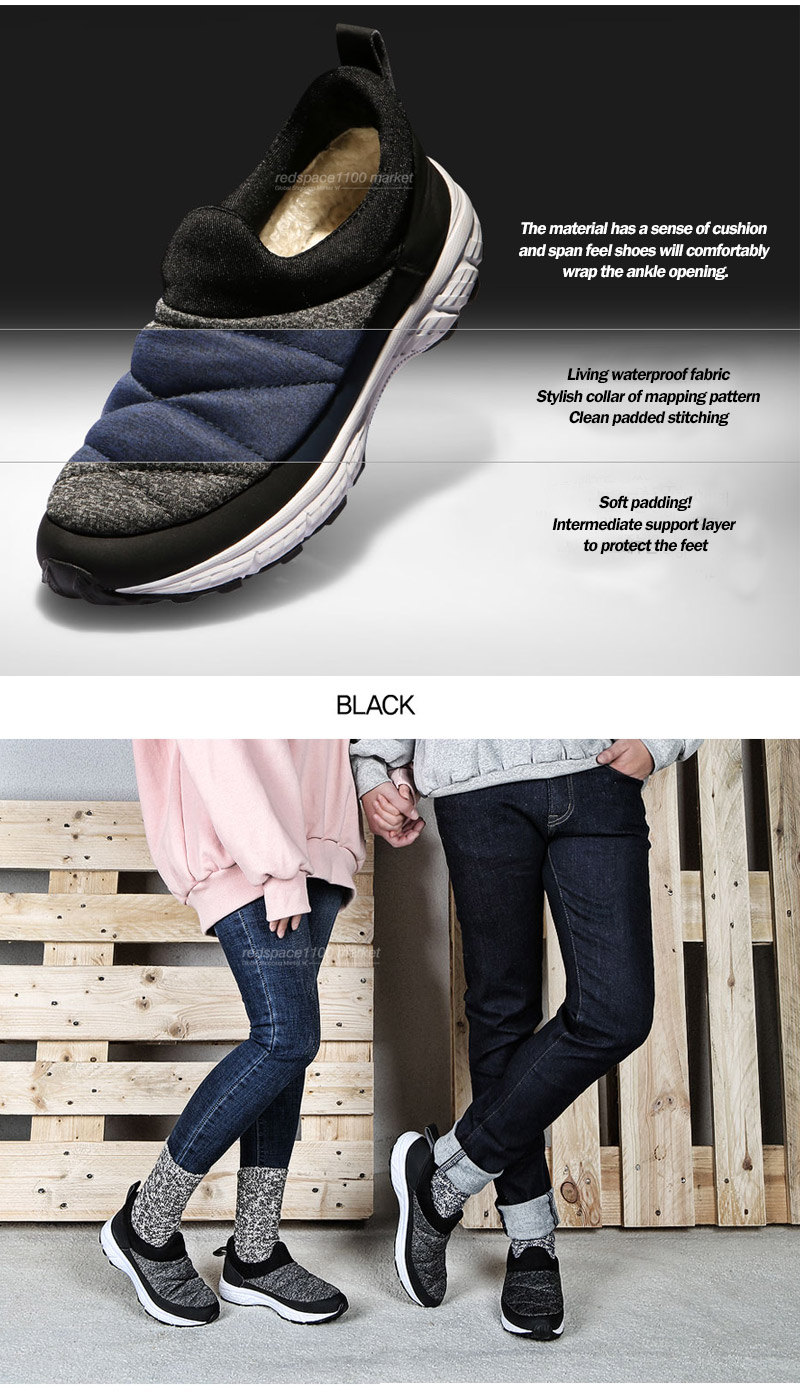 redspace1100 market
The material has a sense of cushion
and span feel shoes will comfortably
wrap the ankle opening.
Living waterproof fabric
Stylish collar of mapping pattern
Clean padded stitching
Soft padding!
Intermediate support layer
to protect the feet
BLACK
redspace1100 market